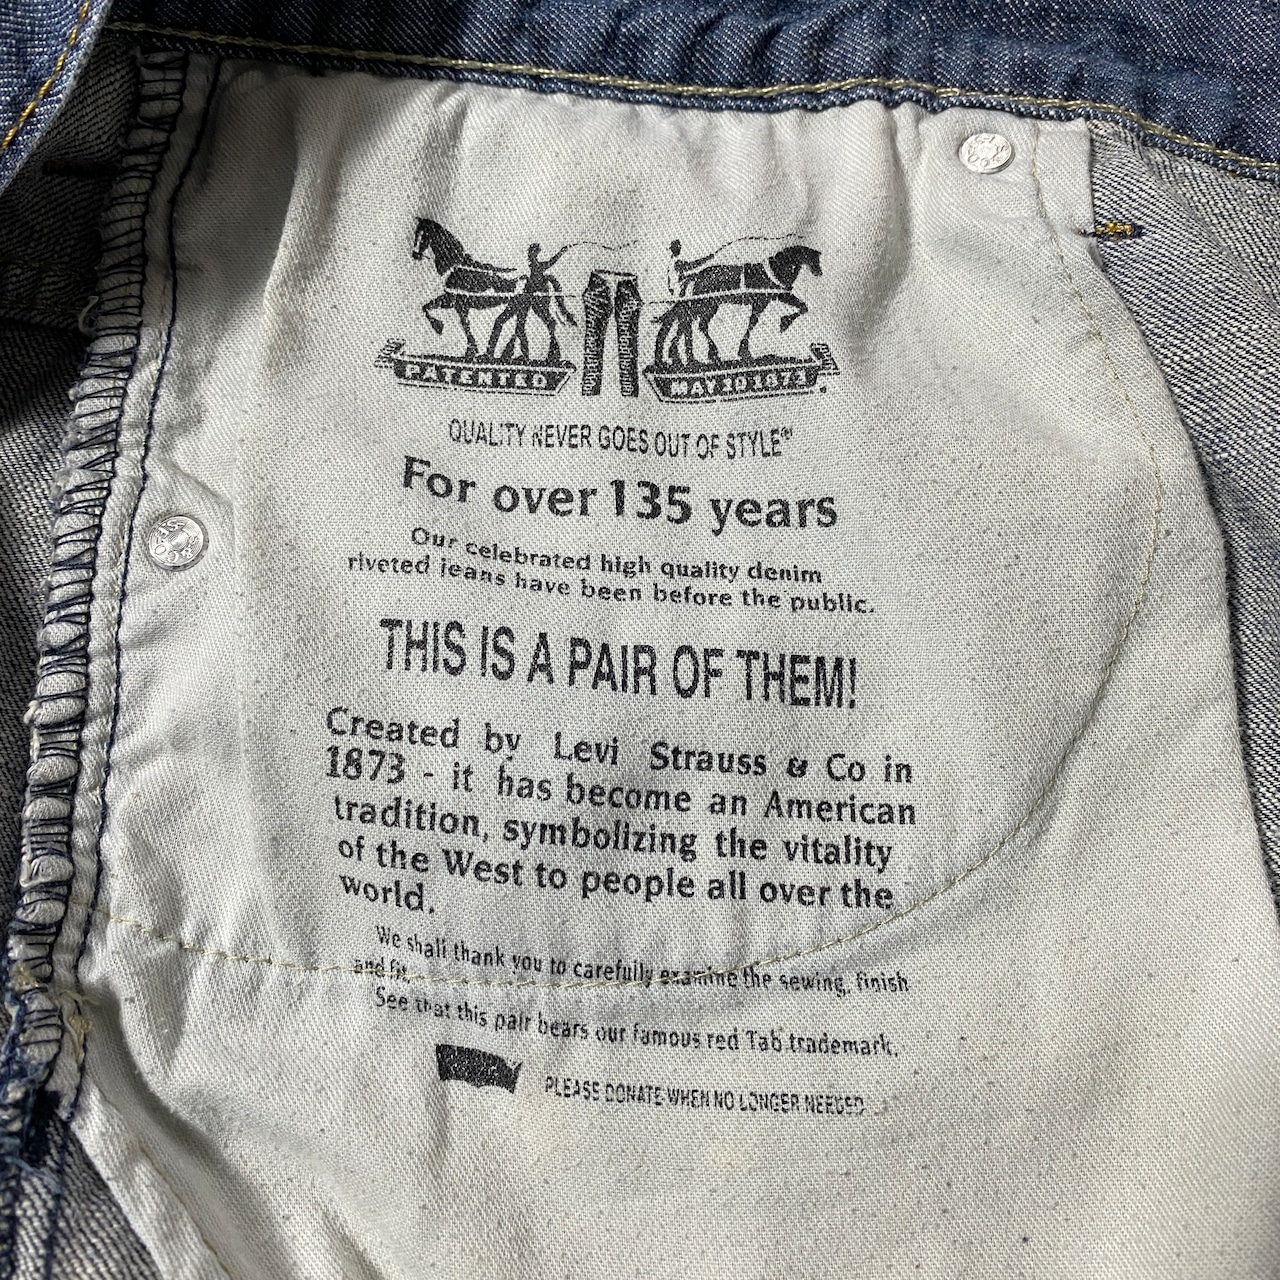 PATENTED
MAY 20 1873
QUALITY NEVER GOES OUT OF STYLE®
For over 135 years
Our celebrated high quality denim
riveted jeans have been before the public.
THIS IS A PAIR OF THEM!
Created by Levi Strauss & Co in
1873 - it has become an American
tradition, symbolizing the vitality
of the West to people all over the
world.
We shall thank you to carefully examine the sewing, finish
and fit.
See that this pair bears our famous red Tab trademark.
PLEASE DONATE WHEN NO LONGER NEEDED